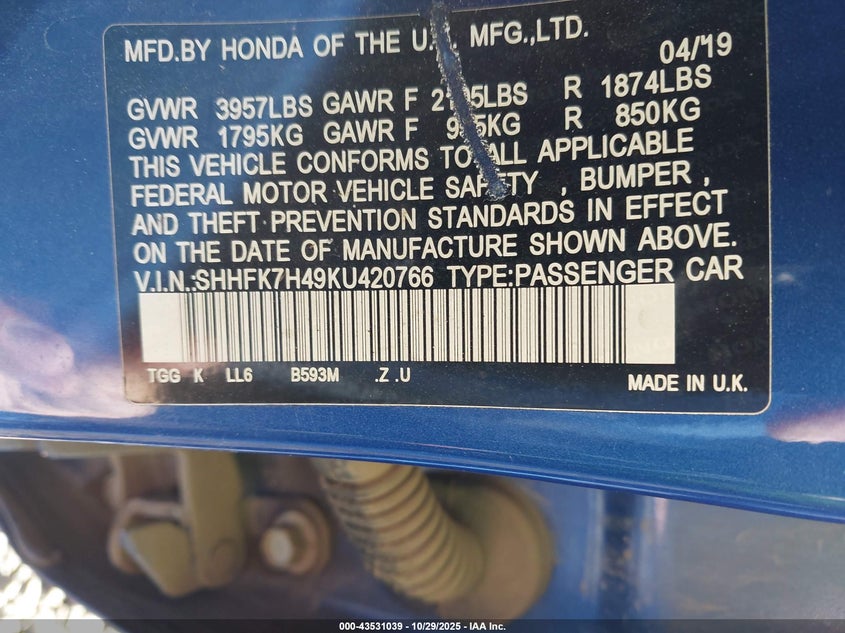 MFD.BY HONDA OF THE U. MFG.,LTD. 04/'19
GVWR 3957LBS GAWR F R 1874LBS
GVWR 1795KG GAWR F R 850KG
THIS VEHICLE CONFORMS TO ALL APPLICABLE
FEDERAL MOTOR VEHICLE SAFETY , BUMPER ,
AND THEFT PREVENTION STANDARDS IN EFFECT
ON THE DATE OF MANUFACTURE SHOWN ABOVE.
V.I.N.:SHHFK7H49KU420766 TYPE:PASSENGER CAR
TGG K LL6 B593M .Z .U MADE IN U.K.
000-43531039 - 10/29/2025 - IAA Inc.